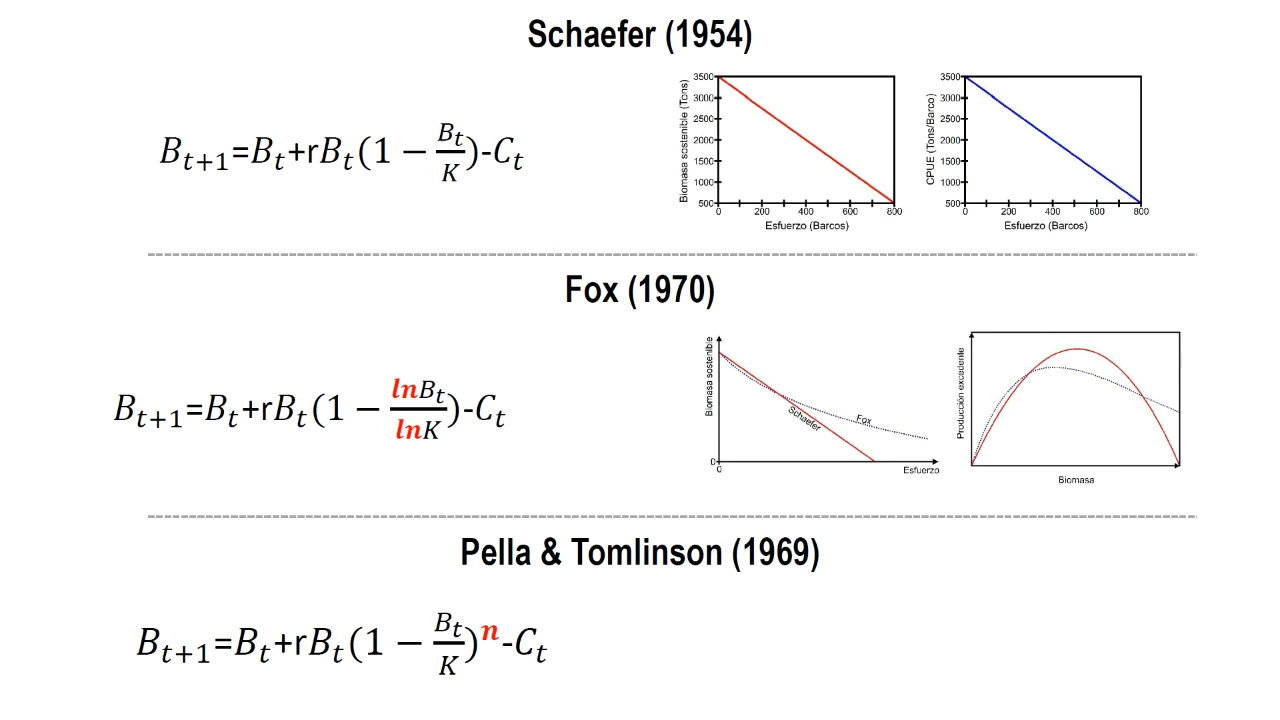 Schaefer (1954)
B_{t+1}=B_t+rB_t(1 − B_t/K)-C_t
Biomasa sostenible (Tons)
3500
3000
2500
2000
1500
1000
500
0 200 400 600 800
Esfuerzo (Barcos)
CPUE (Tons/Barco)
3500
3000
2500
2000
1500
1000
500
0 200 400 600 800
Esfuerzo (Barcos)
Fox (1970)
B_{t+1}=B_t+rB_t(1 − lnB_t/lnK)-C_t
Biomasa sostenible
Schaefer
Fox
0
0
Esfuerzo
Producción excedente
Biomasa
Pella & Tomlinson (1969)
B_{t+1}=B_t+rB_t(1 − B_t/K)^n-C_t